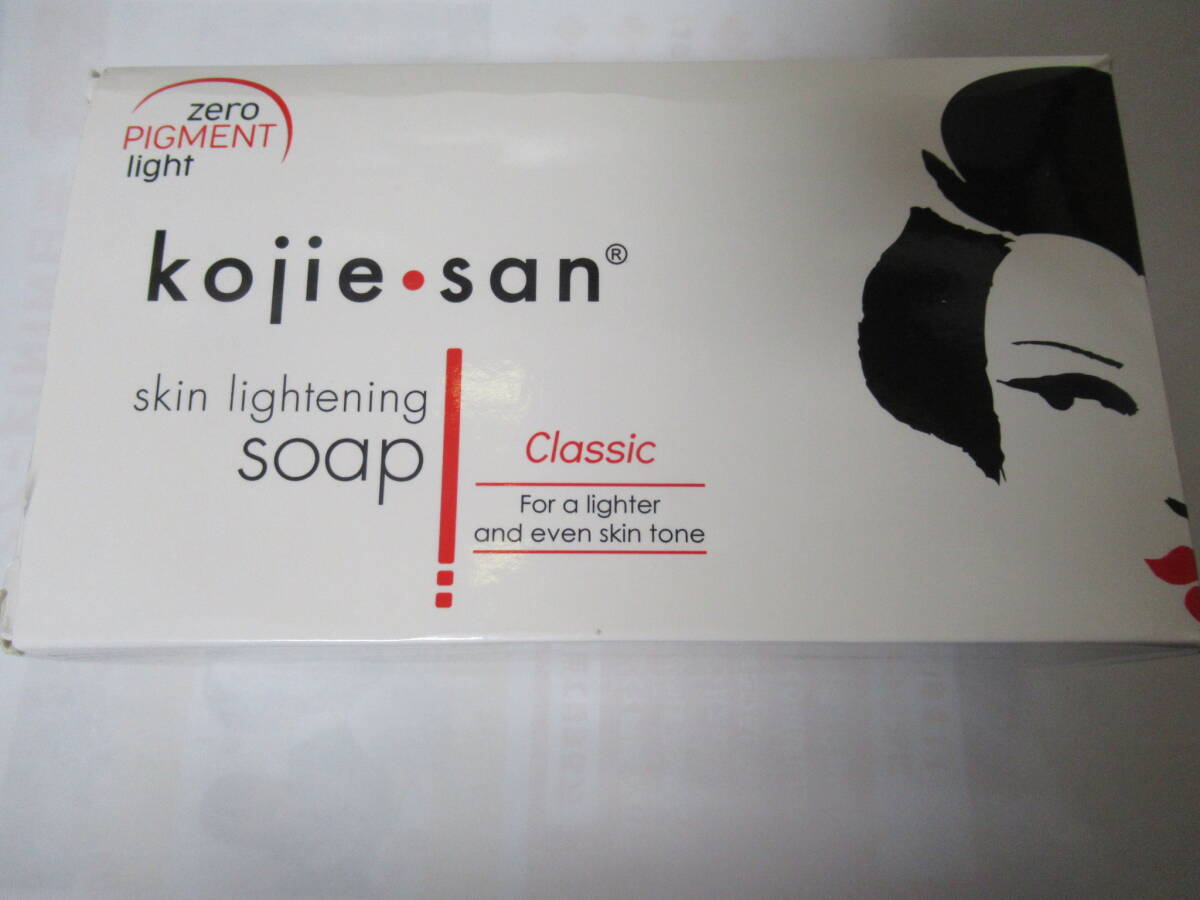 zero
PIGMENT
light
kojie•san®
skin lightening
soap
Classic
For a lighter
and even skin tone